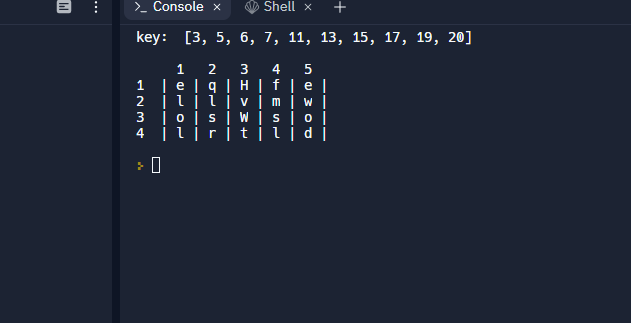 Console × Shell ×
key:  [3, 5, 6, 7, 11, 13, 15, 17, 19, 20]
1 2 3 4 5
1 | e | q | H | f | e |
2 | l | l | v | m | w |
3 | o | s | W | s | o |
4 | l | r | t | l | d |